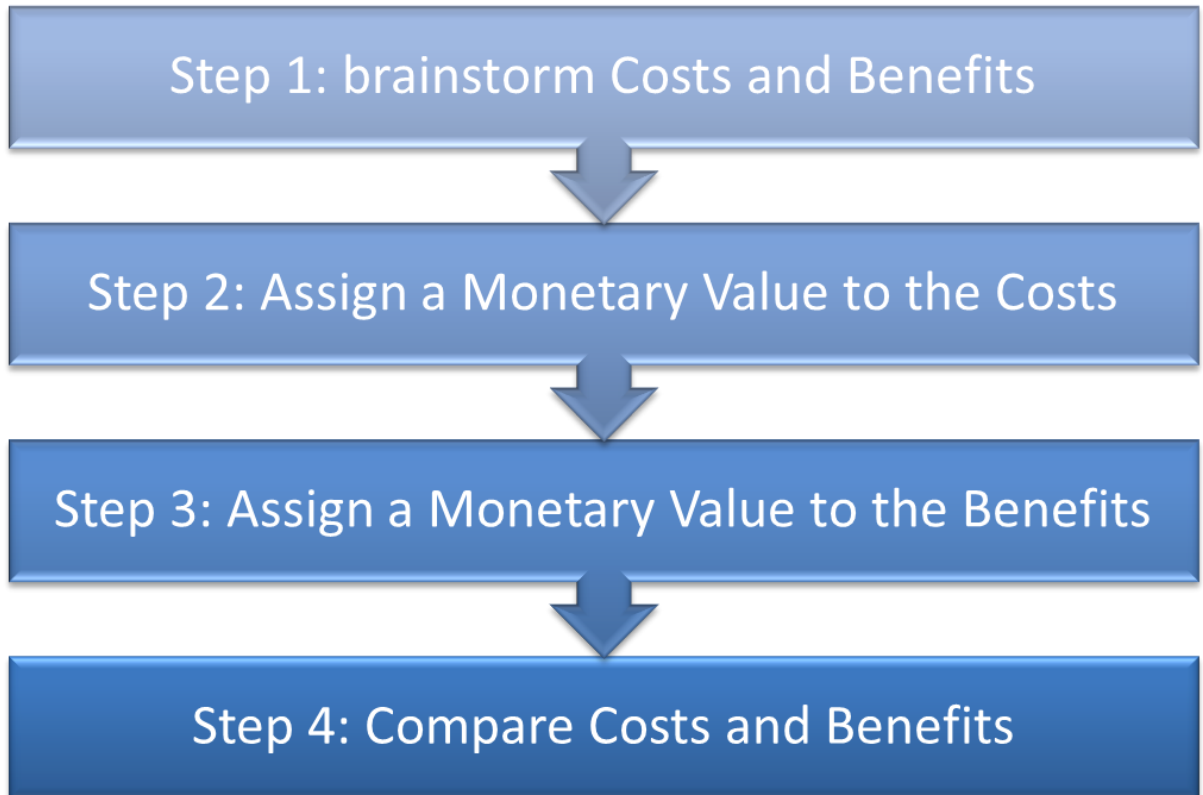 Step 1: brainstorm Costs and Benefits
Step 2: Assign a Monetary Value to the Costs
Step 3: Assign a Monetary Value to the Benefits
Step 4: Compare Costs and Benefits